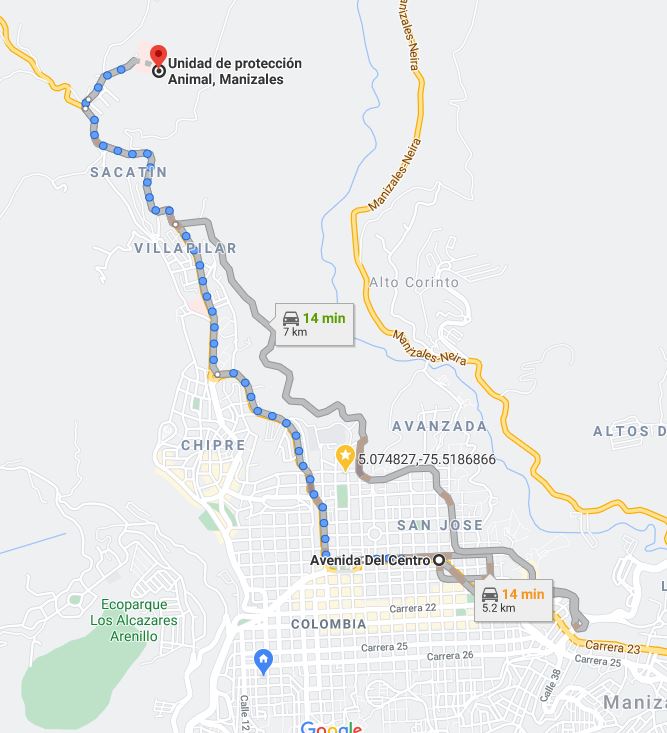 Unidad de protección
Animal, Manizales
Manizales-Neira
SACATÍN
Manizales-Neira
VILLAPILAR
Alto Corinto
14 min
7 km
Manizales-Neira
AVANZADA
ALTOS D
CHIPRE
5.074827,-75.5186866
SAN JOSE
Avenida Del Centro
14 min
5.2 km
Ecoparque
Los Alcazares
Arenillo
Carrera 22
COLOMBIA
Carrera 23
Carrera 25
Carrera 25
Carrera 26
Calle 38
Calle 12
Maniza
Google